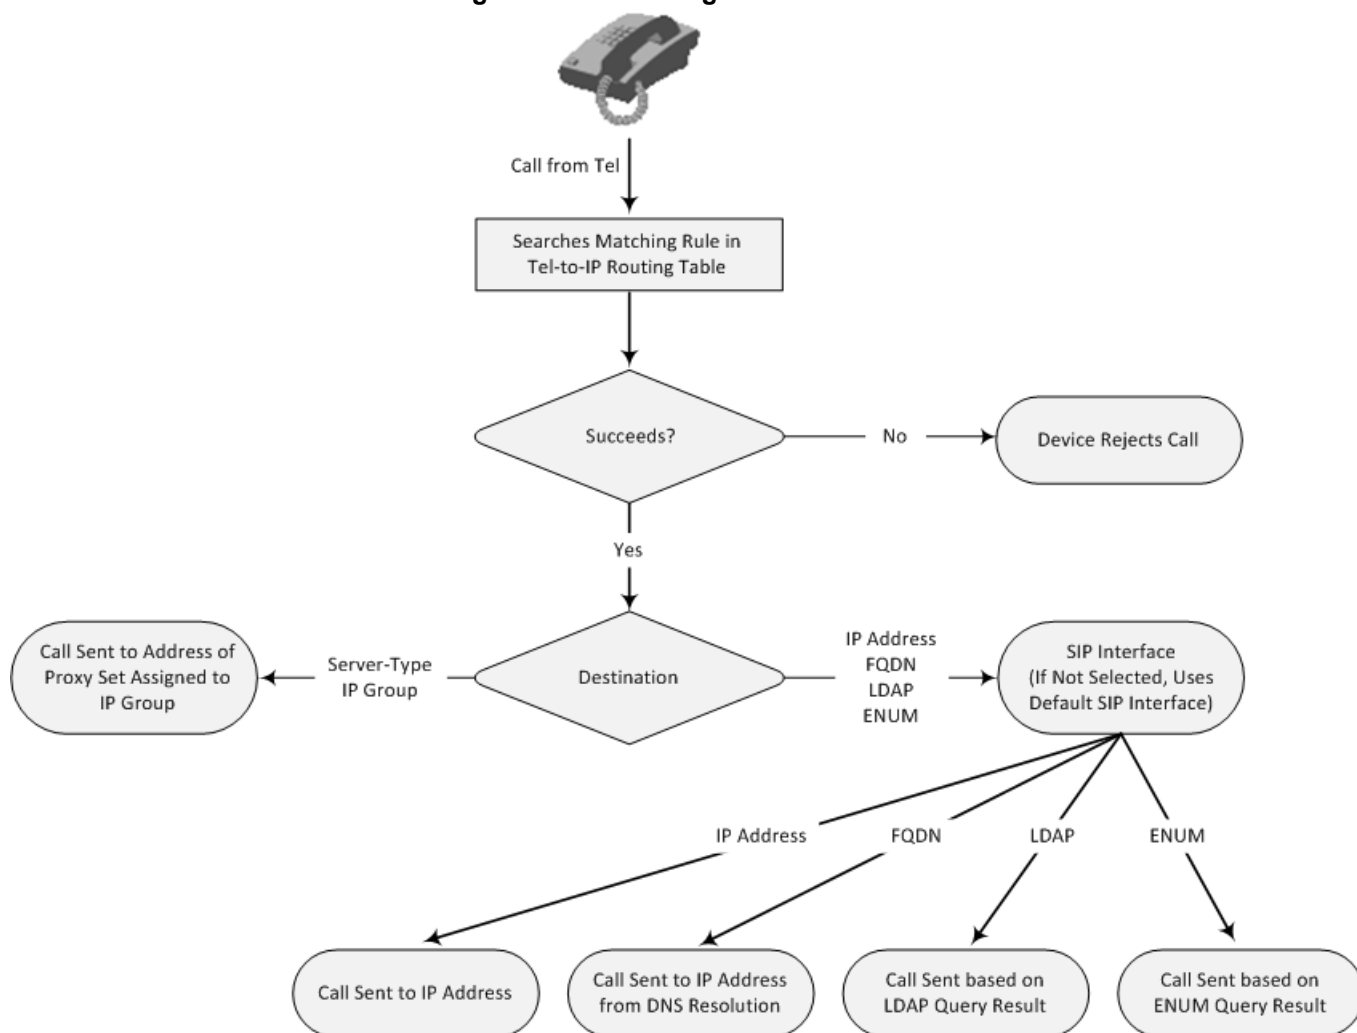 Call from Tel
Searches Matching Rule in
Tel-to-IP Routing Table
Succeeds?
No
Device Rejects Call
Yes
Call Sent to Address of
Proxy Set Assigned to
IP Group
Server-Type
IP Group
Destination
IP Address
FQDN
LDAP
ENUM
SIP Interface
(If Not Selected, Uses
Default SIP Interface)
IP Address
FQDN
LDAP
ENUM
Call Sent to IP Address
Call Sent to IP Address
from DNS Resolution
Call Sent based on
LDAP Query Result
Call Sent based on
ENUM Query Result